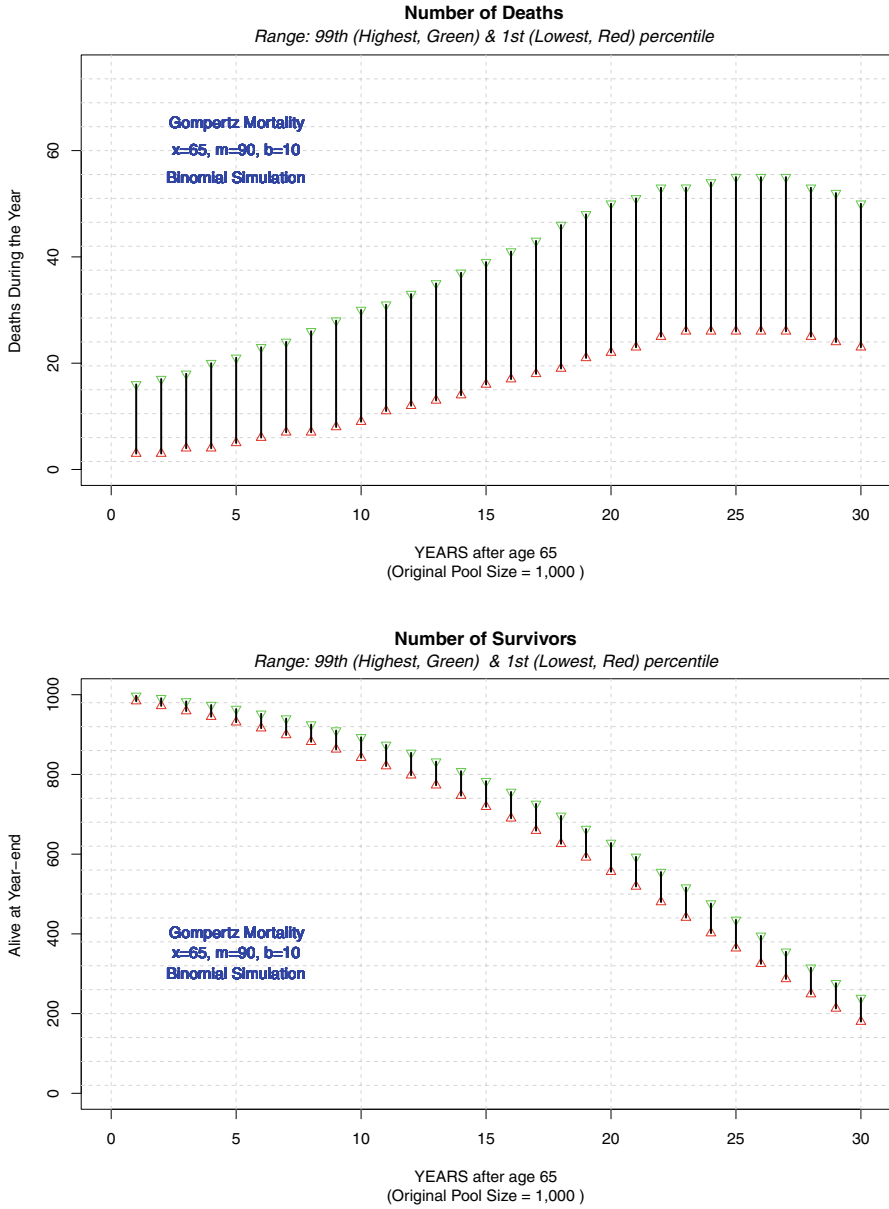 Number of Deaths
Range: 99th (Highest, Green) & 1st (Lowest, Red) percentile
Gompertz Mortality
x=65, m=90, b=10
Binomial Simulation
Deaths During the Year
60
40
20
0
0 5 10 15 20 25 30
YEARS after age 65
(Original Pool Size = 1,000 )
Number of Survivors
Range: 99th (Highest, Green) & 1st (Lowest, Red) percentile
Alive at Year−end
1000
800
600
400
200
0
Gompertz Mortality
x=65, m=90, b=10
Binomial Simulation
0 5 10 15 20 25 30
YEARS after age 65
(Original Pool Size = 1,000 )